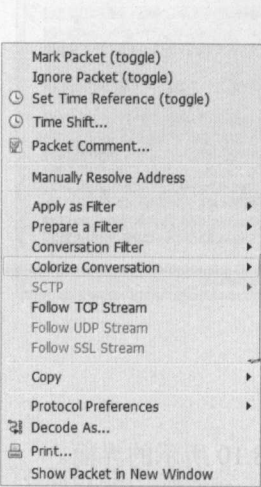 Mark Packet (toggle)
Ignore Packet (toggle)
Set Time Reference (toggle)
Time Shift...
Packet Comment...
Manually Resolve Address
Apply as Filter
Prepare a Filter
Conversation Filter
Colorize Conversation
SCTP
Follow TCP Stream
Follow UDP Stream
Follow SSL Stream
Copy
Protocol Preferences
Decode As...
Print...
Show Packet in New Window